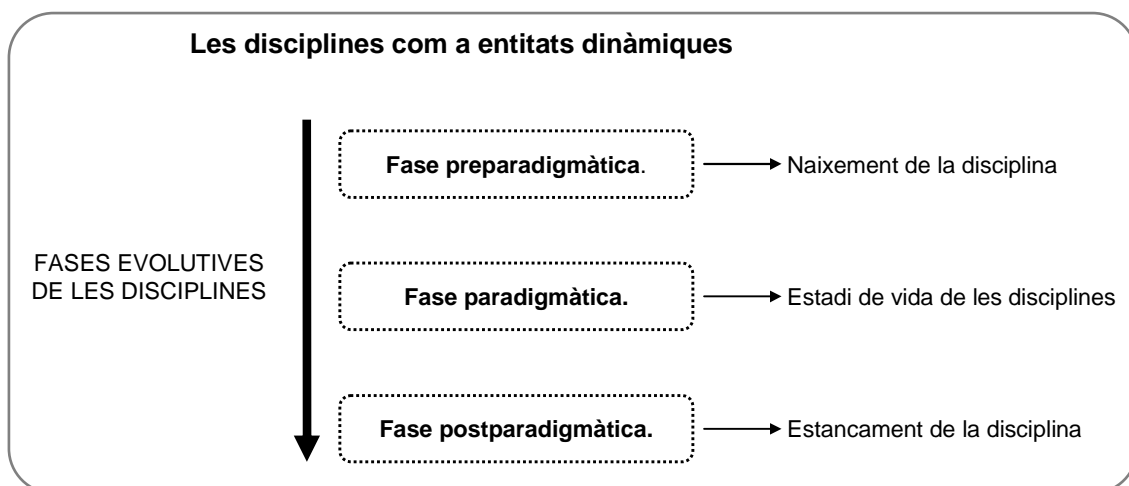 Les disciplines com a entitats dinàmiques
Fase preparadigmàtica.
Naixement de la disciplina
FASES EVOLUTIVES
DE LES DISCIPLINES
Fase paradigmàtica.
Estadi de vida de les disciplines
Fase postparadigmàtica.
Estancament de la disciplina